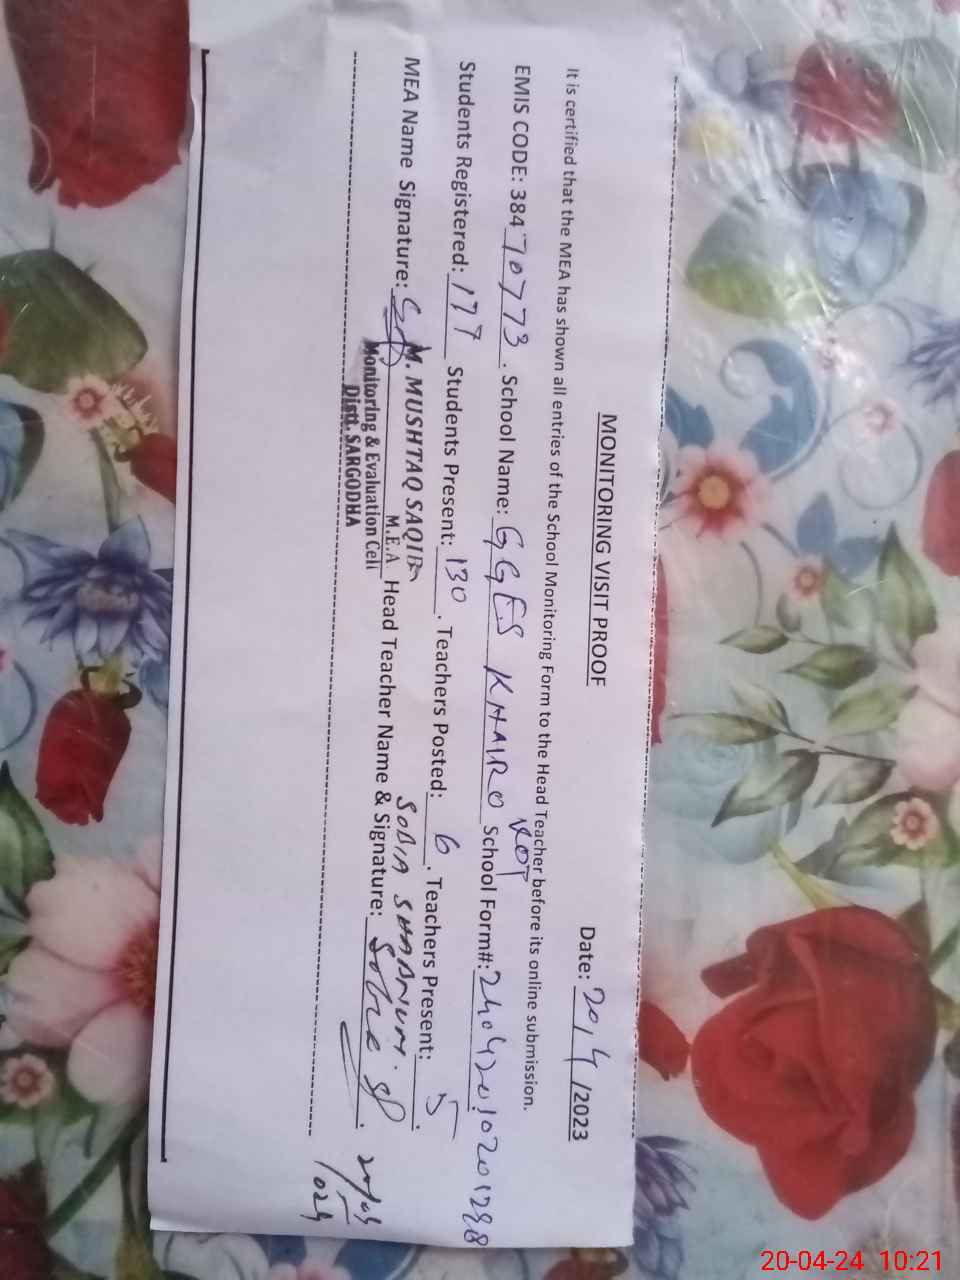 MONITORING VISIT PROOF
Date: 20/4/2023
It is certified that the MEA has shown all entries of the School Monitoring Form to the Head Teacher before its online submission.
EMIS CODE: 38470773. School Name: GGES KHAIRO KOT School Form#:
Students Registered: 177 Students Present: 130. Teachers Posted: 6. Teachers Present: 5.
SOBIA SHABNUM.
MEA Name Signature: M. MUSHTAQ SAQIB Head Teacher Name & Signature:
M.E.A
Monitoring & Evaluation Cell
Distt. SARGODHA
20-04-24 10:21